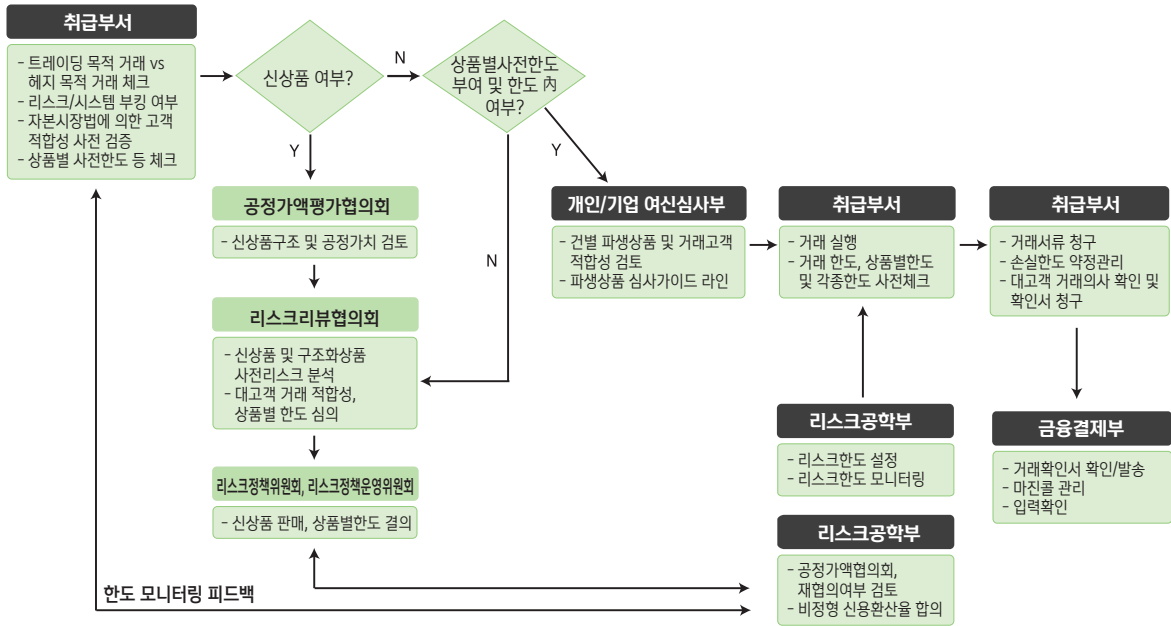 취급부서
- 트레이딩 목적 거래 vs
헤지 목적 거래 체크
- 리스크/시스템 부킹 여부
- 자본시장법에 의한 고객
적합성 사전 검증
- 상품별 사전한도 등 체크
신상품 여부?
N
상품별사전한도
부여 및 한도 內
여부?
Y
Y
N
공정가액평가협의회
- 신상품구조 및 공정가치 검토
리스크리뷰협의회
- 신상품 및 구조화상품
사전리스크 분석
- 대고객 거래 적합성,
상품별 한도 심의
리스크정책위원회, 리스크정책운영위원회
- 신상품 판매, 상품별한도 결의
개인/기업 여신심사부
- 건별 파생상품 및 거래고객
적합성 검토
- 파생상품 심사가이드 라인
취급부서
- 거래 실행
- 거래 한도, 상품별한도
및 각종한도 사전체크
취급부서
- 거래서류 청구
- 손실한도 약정관리
- 대고객 거래의사 확인 및
확인서 청구
리스크공학부
- 리스크한도 설정
- 리스크한도 모니터링
금융결제부
- 거래확인서 확인/발송
- 마진콜 관리
- 입력확인
리스크공학부
- 공정가액협의회,
재협의여부 검토
- 비정형 신용환산율 합의
한도 모니터링 피드백